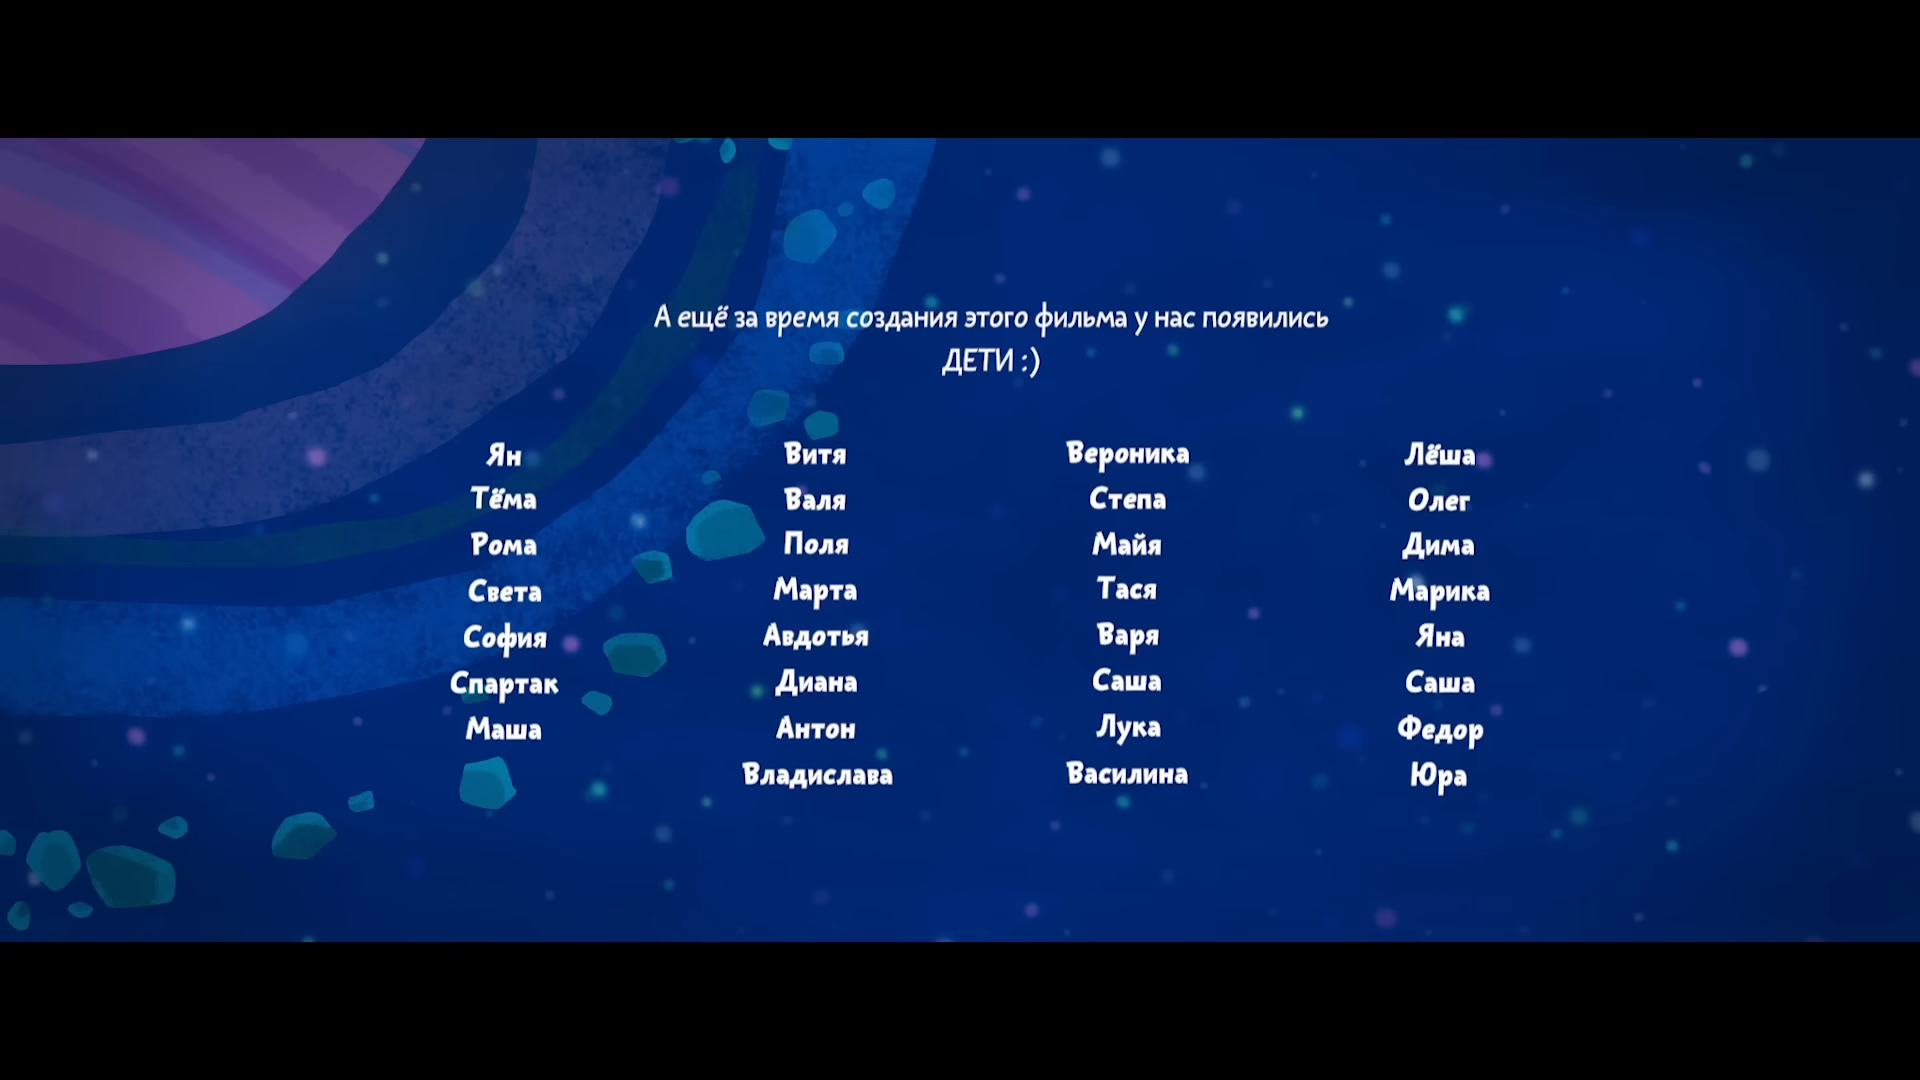 А ещё за время создания этого фильма у нас появились
ДЕТИ :)
Ян
Тёма
Рома
Света
София
Спартак
Маша
Витя
Валя
Поля
Марта
Авдотья
Диана
Антон
Владислава
Вероника
Степа
Майя
Тася
Варя
Саша
Лука
Василина
Лёша
Олег
Дима
Марика
Яна
Саша
Федор
Юра